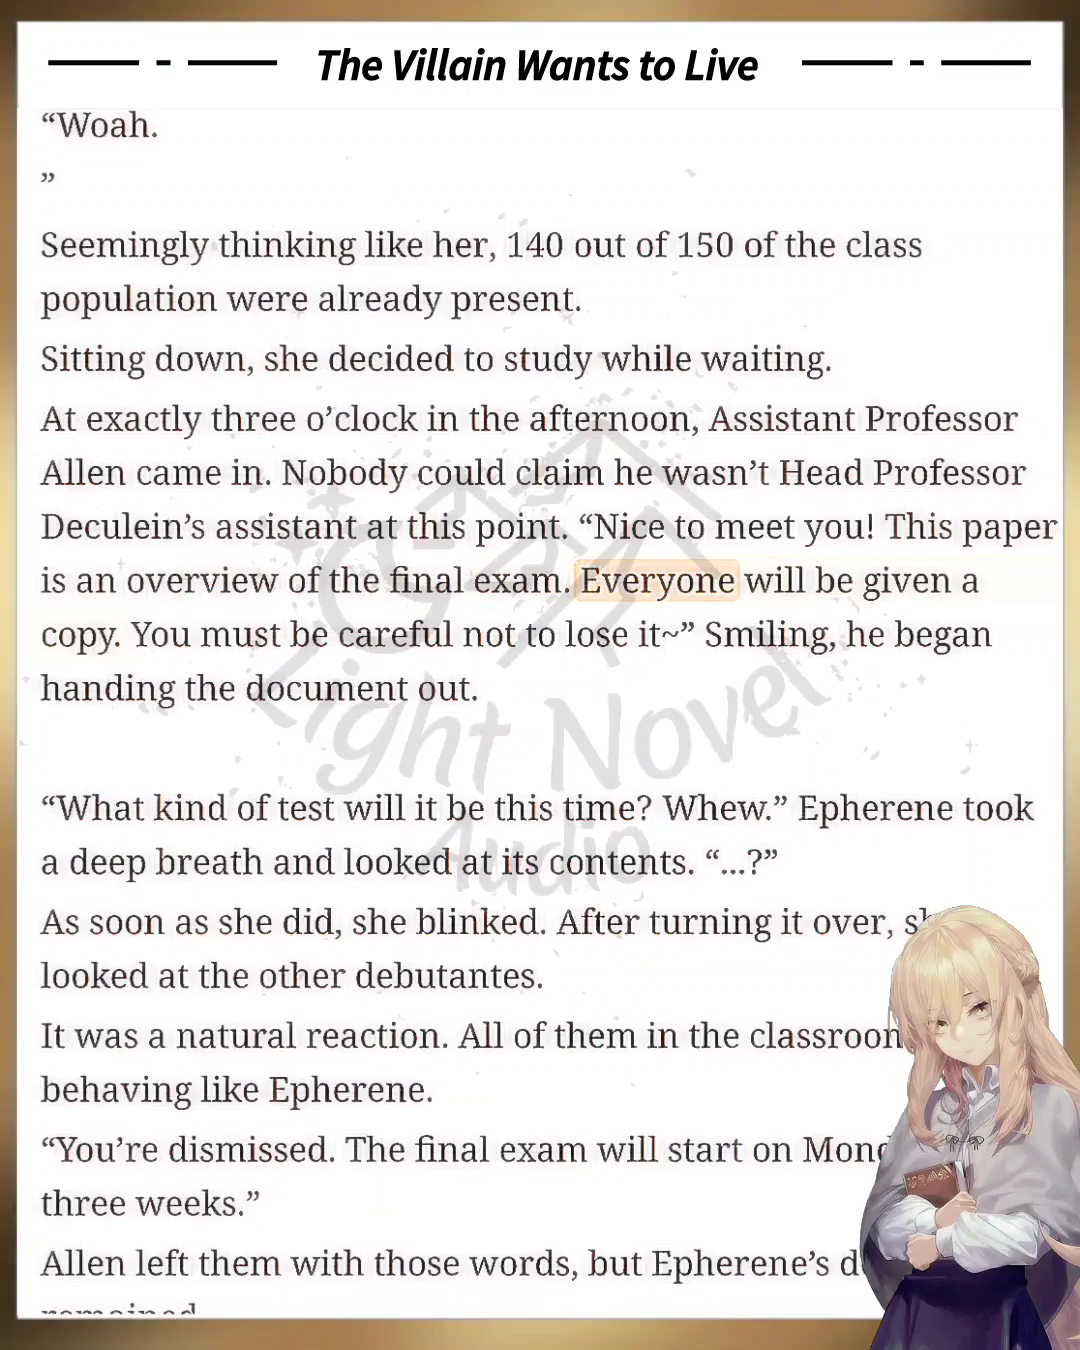 The Villain Wants to Live
“Woah.
”
Seemingly thinking like her, 140 out of 150 of the class
population were already present.
Sitting down, she decided to study while waiting.
At exactly three o’clock in the afternoon, Assistant Professor
Allen came in. Nobody could claim he wasn’t Head Professor
Deculein’s assistant at this point. “Nice to meet you! This paper
is an overview of the final exam. Everyone will be given a
copy. You must be careful not to lose it~” Smiling, he began
handing the document out.
Light Novel
Audio
“What kind of test will it be this time? Whew.” Epherene took
a deep breath and looked at its contents. “...?”
As soon as she did, she blinked. After turning it over,
looked at the other debutantes.
It was a natural reaction. All of them in the classroom
behaving like Epherene.
“You’re dismissed. The final exam will start on
three weeks.”
Allen left them with those words, but Epherene’s